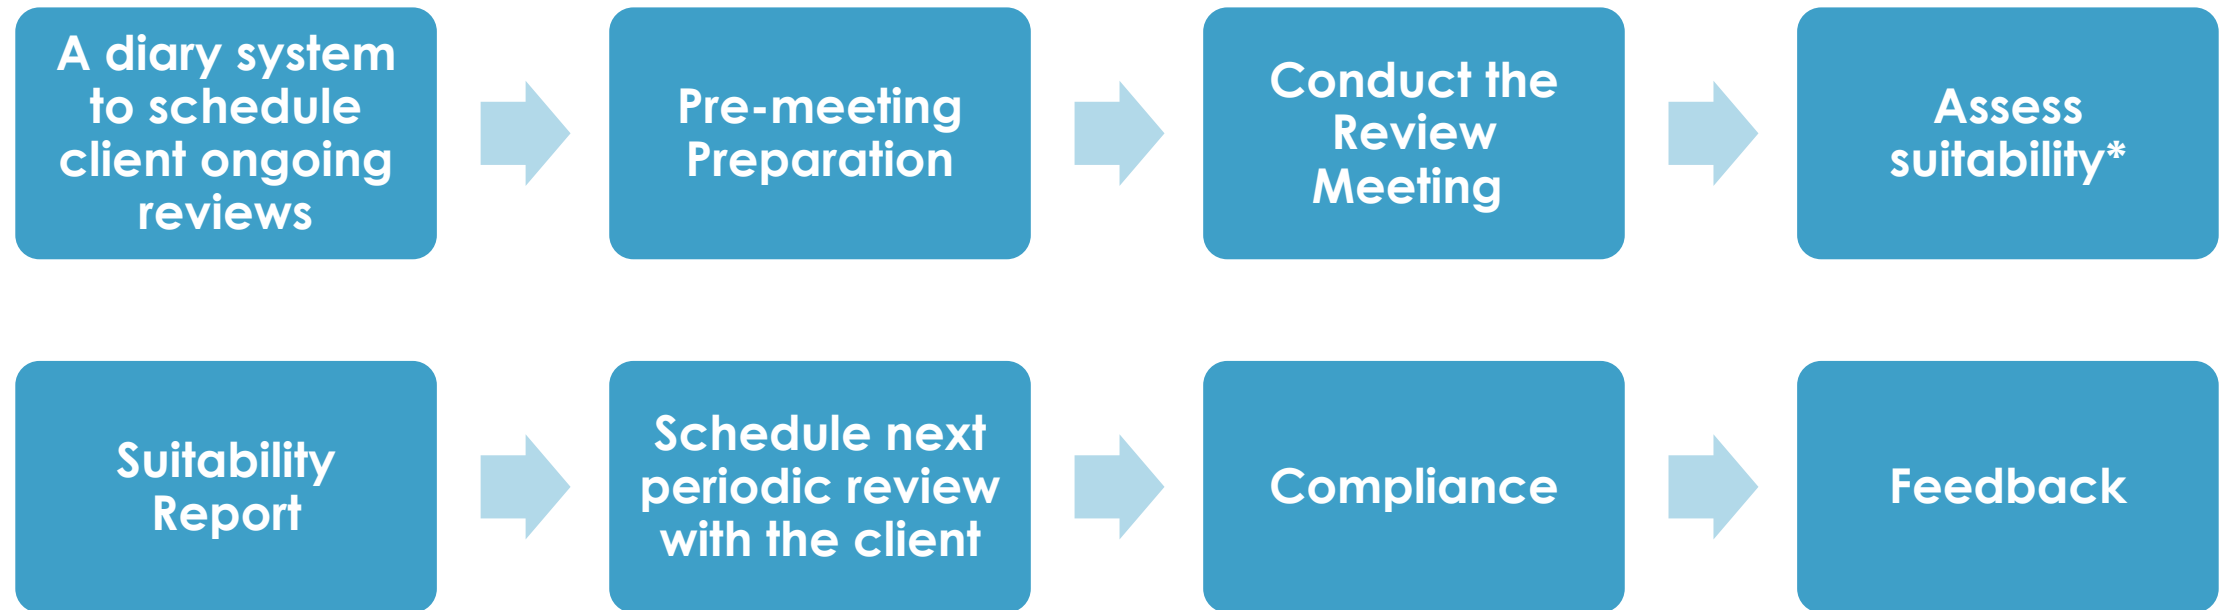 A diary system
to schedule
client ongoing
reviews
Pre-meeting
Preparation
Conduct the
Review
Meeting
Assess
suitability*
Suitability
Report
Schedule next
periodic review
with the client
Compliance
Feedback